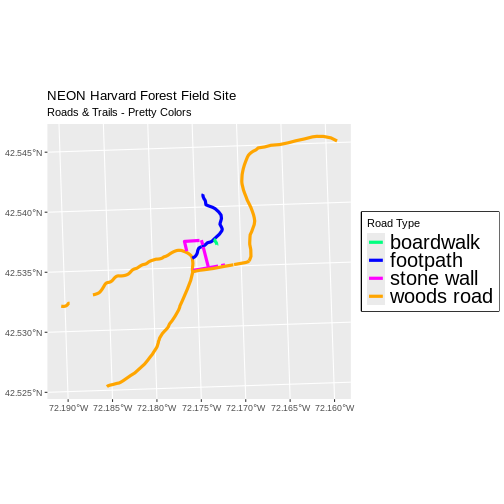 NEON Harvard Forest Field Site
Roads & Trails - Pretty Colors
42.545°N
42.540°N
42.535°N
42.530°N
42.525°N
72.190°W 72.185°W 72.180°W 72.175°W 72.170°W 72.165°W 72.160°W
Road Type
boardwalk
footpath
stone wall
woods road